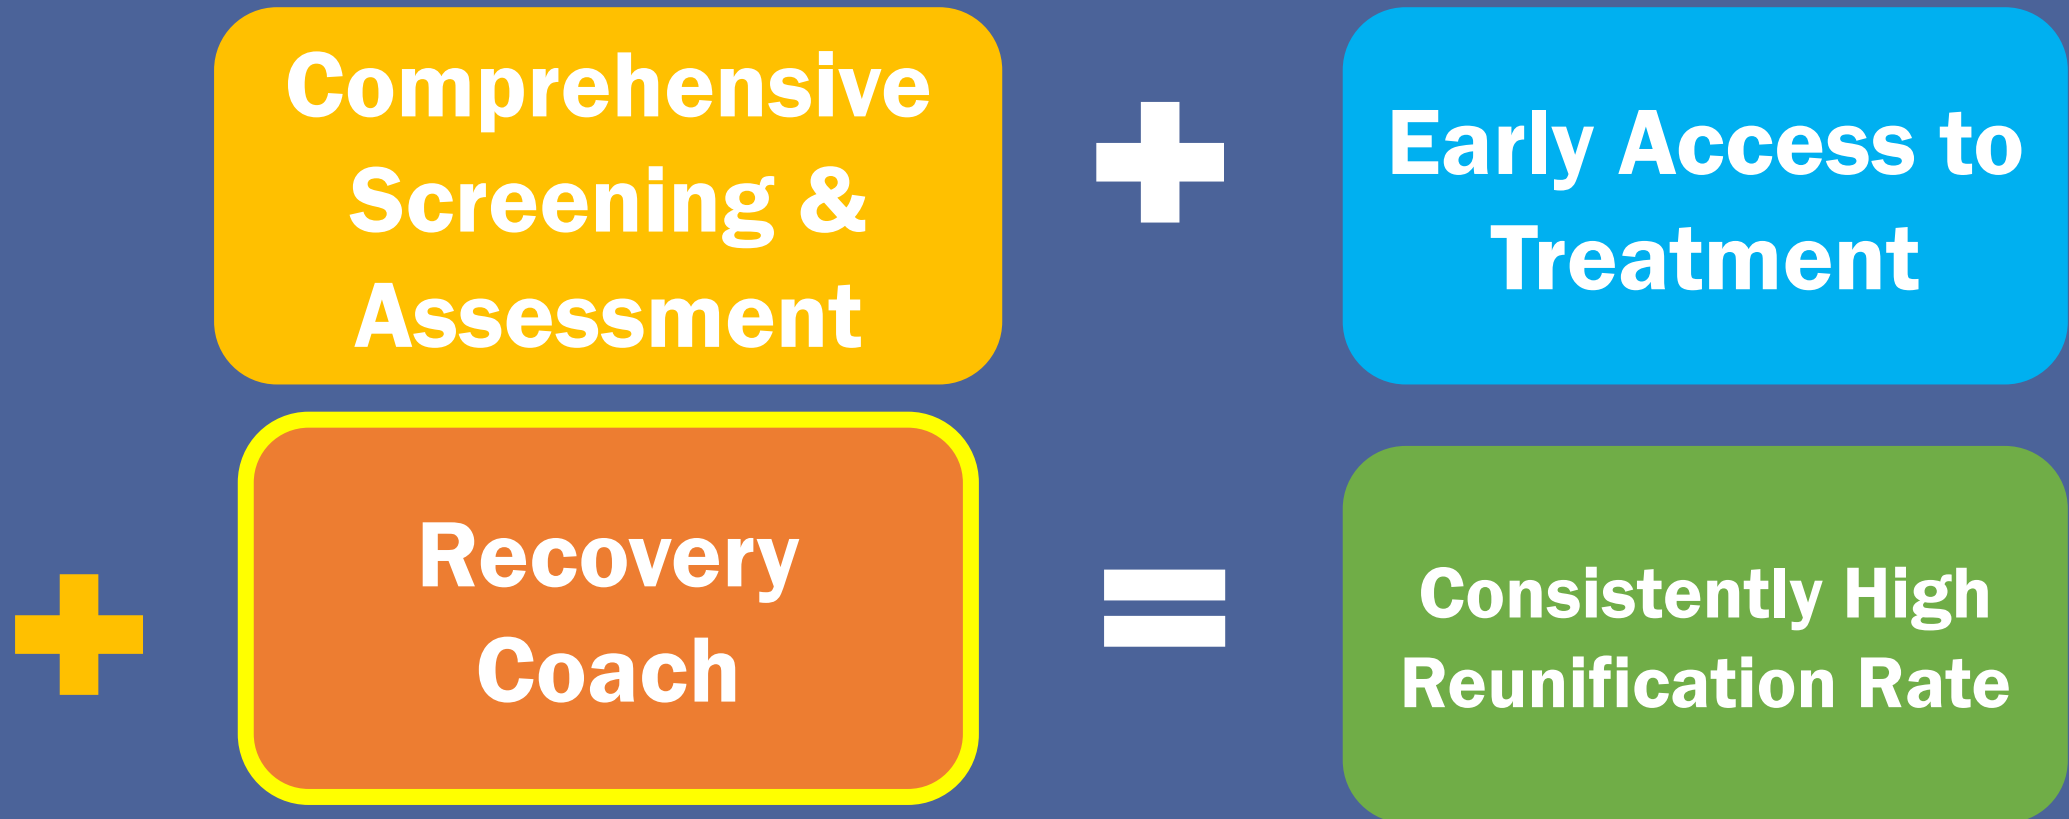 Comprehensive
Screening &
Assessment
+
Early Access to
Treatment
+
Recovery
Coach
=
Consistently High
Reunification Rate